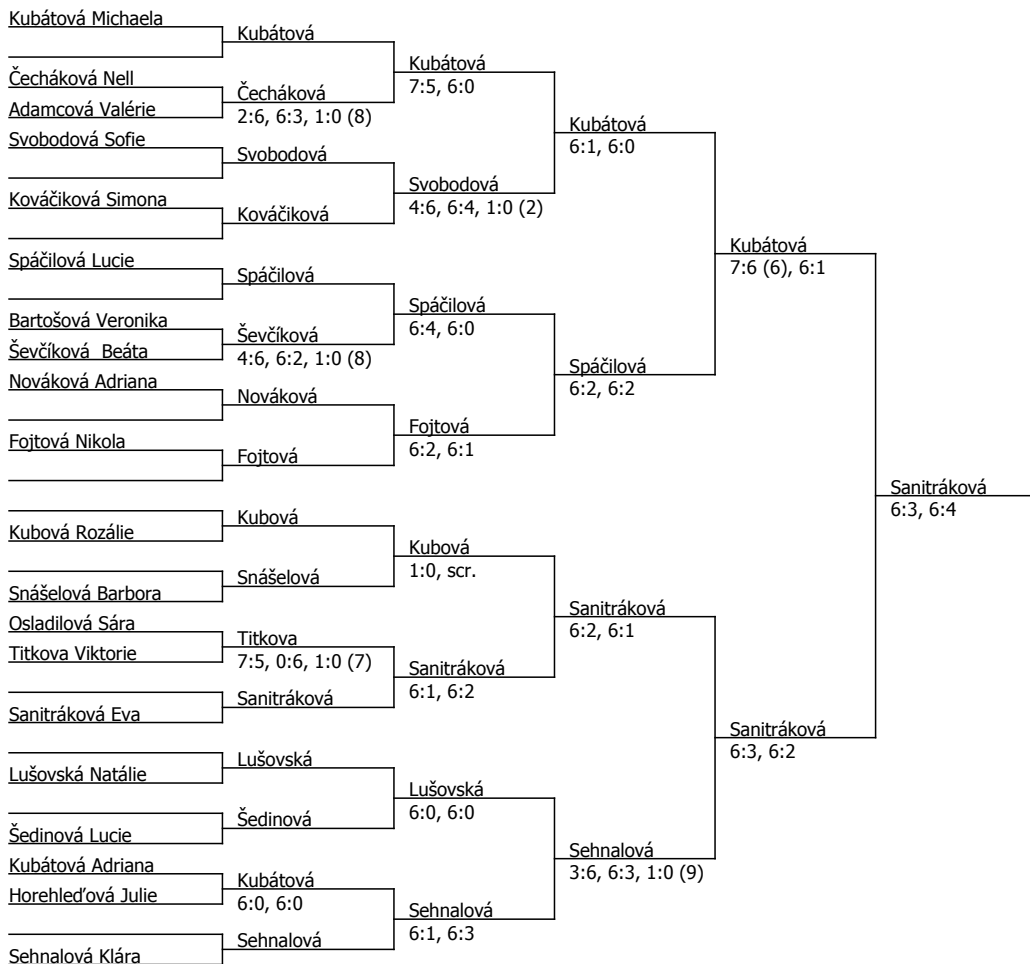 Kubátová Michaela
Kubátová
Kubátová
7:5, 6:0
Čecháková Nell
Čecháková
2:6, 6:3, 1:0 (8)
Adamcová Valérie
Kubátová
6:1, 6:0
Svobodová Sofie
Svobodová
Svobodová
4:6, 6:4, 1:0 (2)
Kováčiková Simona
Kováčiková
Kubátová
7:6 (6), 6:1
Spáčilová Lucie
Spáčilová
Spáčilová
6:4, 6:0
Bartošová Veronika
Ševčíková
4:6, 6:2, 1:0 (8)
Ševčíková  Beáta
Spáčilová
6:2, 6:2
Nováková Adriana
Nováková
Fojtová
6:2, 6:1
Fojtová Nikola
Fojtová
Sanitráková
6:3, 6:4
Kubová
Kubová Rozálie
Kubová
1:0, scr.
Snášelová
Snášelová Barbora
Sanitráková
6:2, 6:1
Osladilová Sára
Titkova
7:5, 0:6, 1:0 (7)
Titkova Viktorie
Sanitráková
6:1, 6:2
Sanitráková
Sanitráková Eva
Sanitráková
6:3, 6:2
Lušovská
Lušovská Natálie
Lušovská
6:0, 6:0
Šedinová
Šedinová Lucie
Sehnalová
3:6, 6:3, 1:0 (9)
Kubátová Adriana
Kubátová
6:0, 6:0
Horehleďová Julie
Sehnalová
6:1, 6:3
Sehnalová
Sehnalová Klára